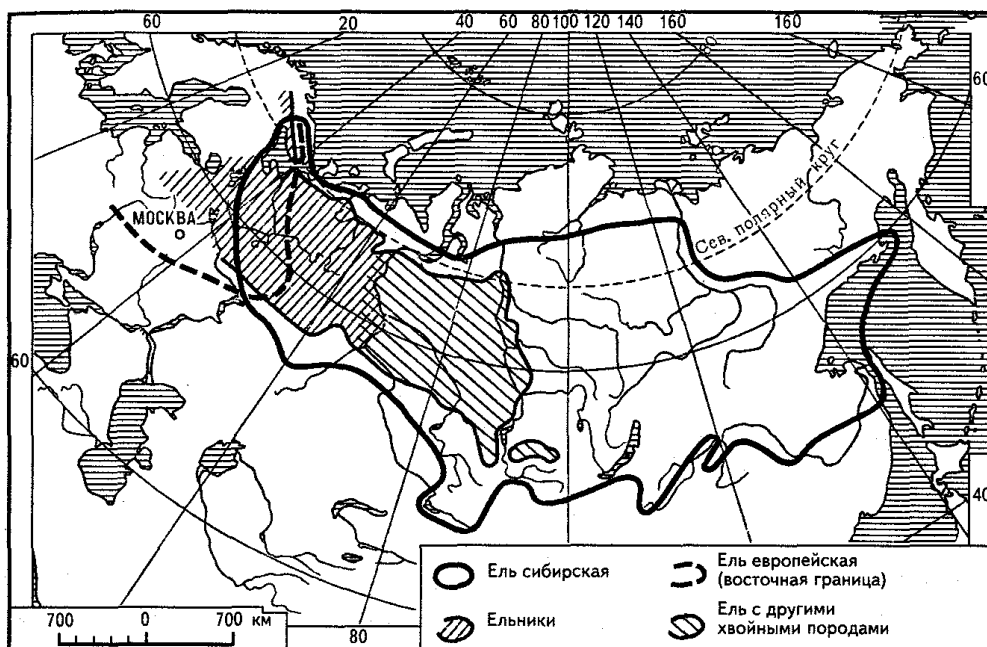 60 20 40 60 80 100 120 140 160 160
80
60
Сев. полярный круг
МОСКВА
60
40
Ель сибирская
Ель европейская
(восточная граница)
Ельники
Ель с другими
хвойными породами
700 0 700 км
80